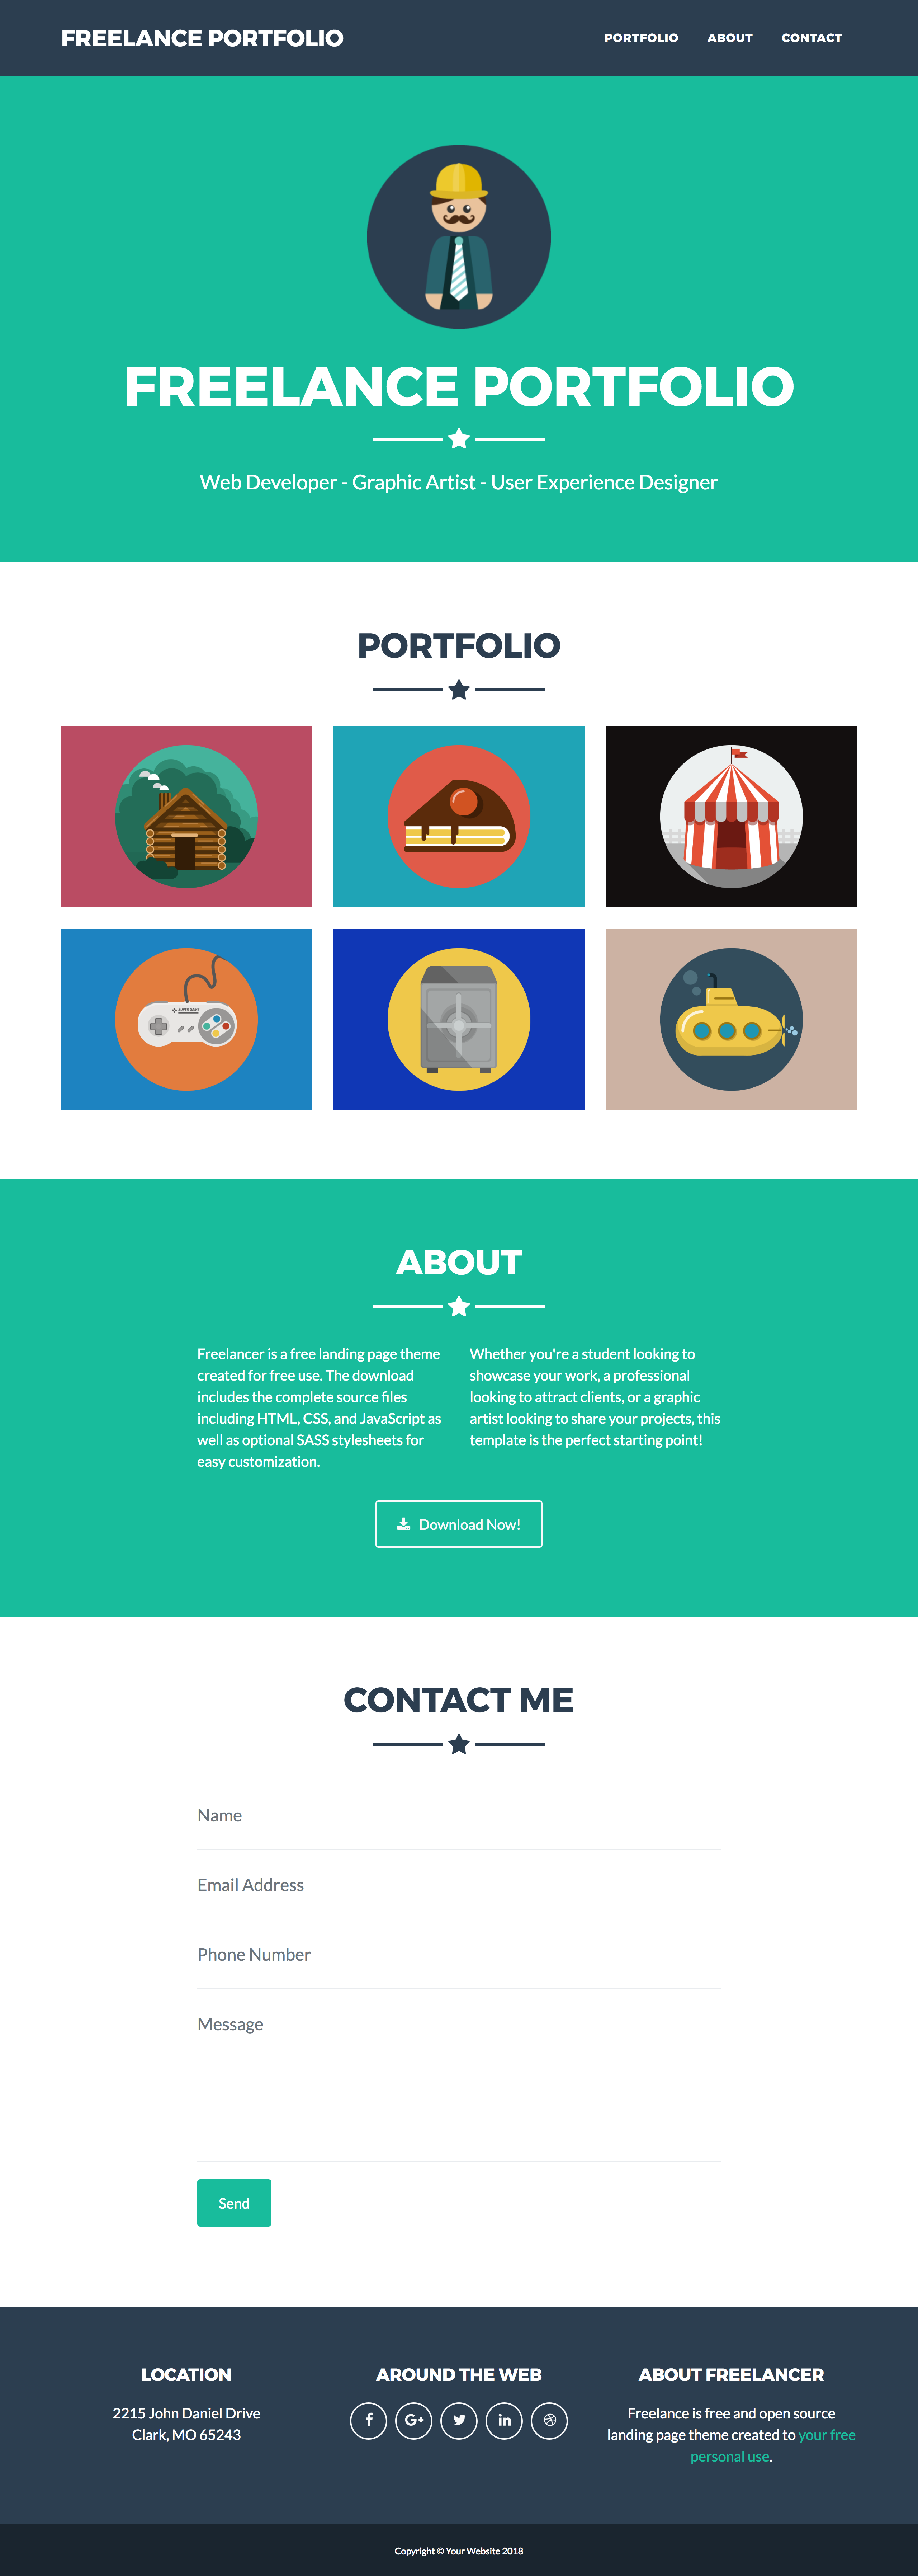 FREELANCE PORTFOLIO
PORTFOLIO ABOUT CONTACT
FREELANCE PORTFOLIO
Web Developer - Graphic Artist - User Experience Designer
PORTFOLIO
SUPER GAME
ABOUT
Freelancer is a free landing page theme
created for free use. The download
includes the complete source files
including HTML, CSS, and JavaScript as
well as optional SASS stylesheets for
easy customization.
Whether you're a student looking to
showcase your work, a professional
looking to attract clients, or a graphic
artist looking to share your projects, this
template is the perfect starting point!
Download Now!
CONTACT ME
Name
Email Address
Phone Number
Message
Send
LOCATION
2215 John Daniel Drive
Clark, MO 65243
AROUND THE WEB
ABOUT FREELANCER
Freelance is free and open source
landing page theme created to your free
personal use.
Copyright © Your Website 2018